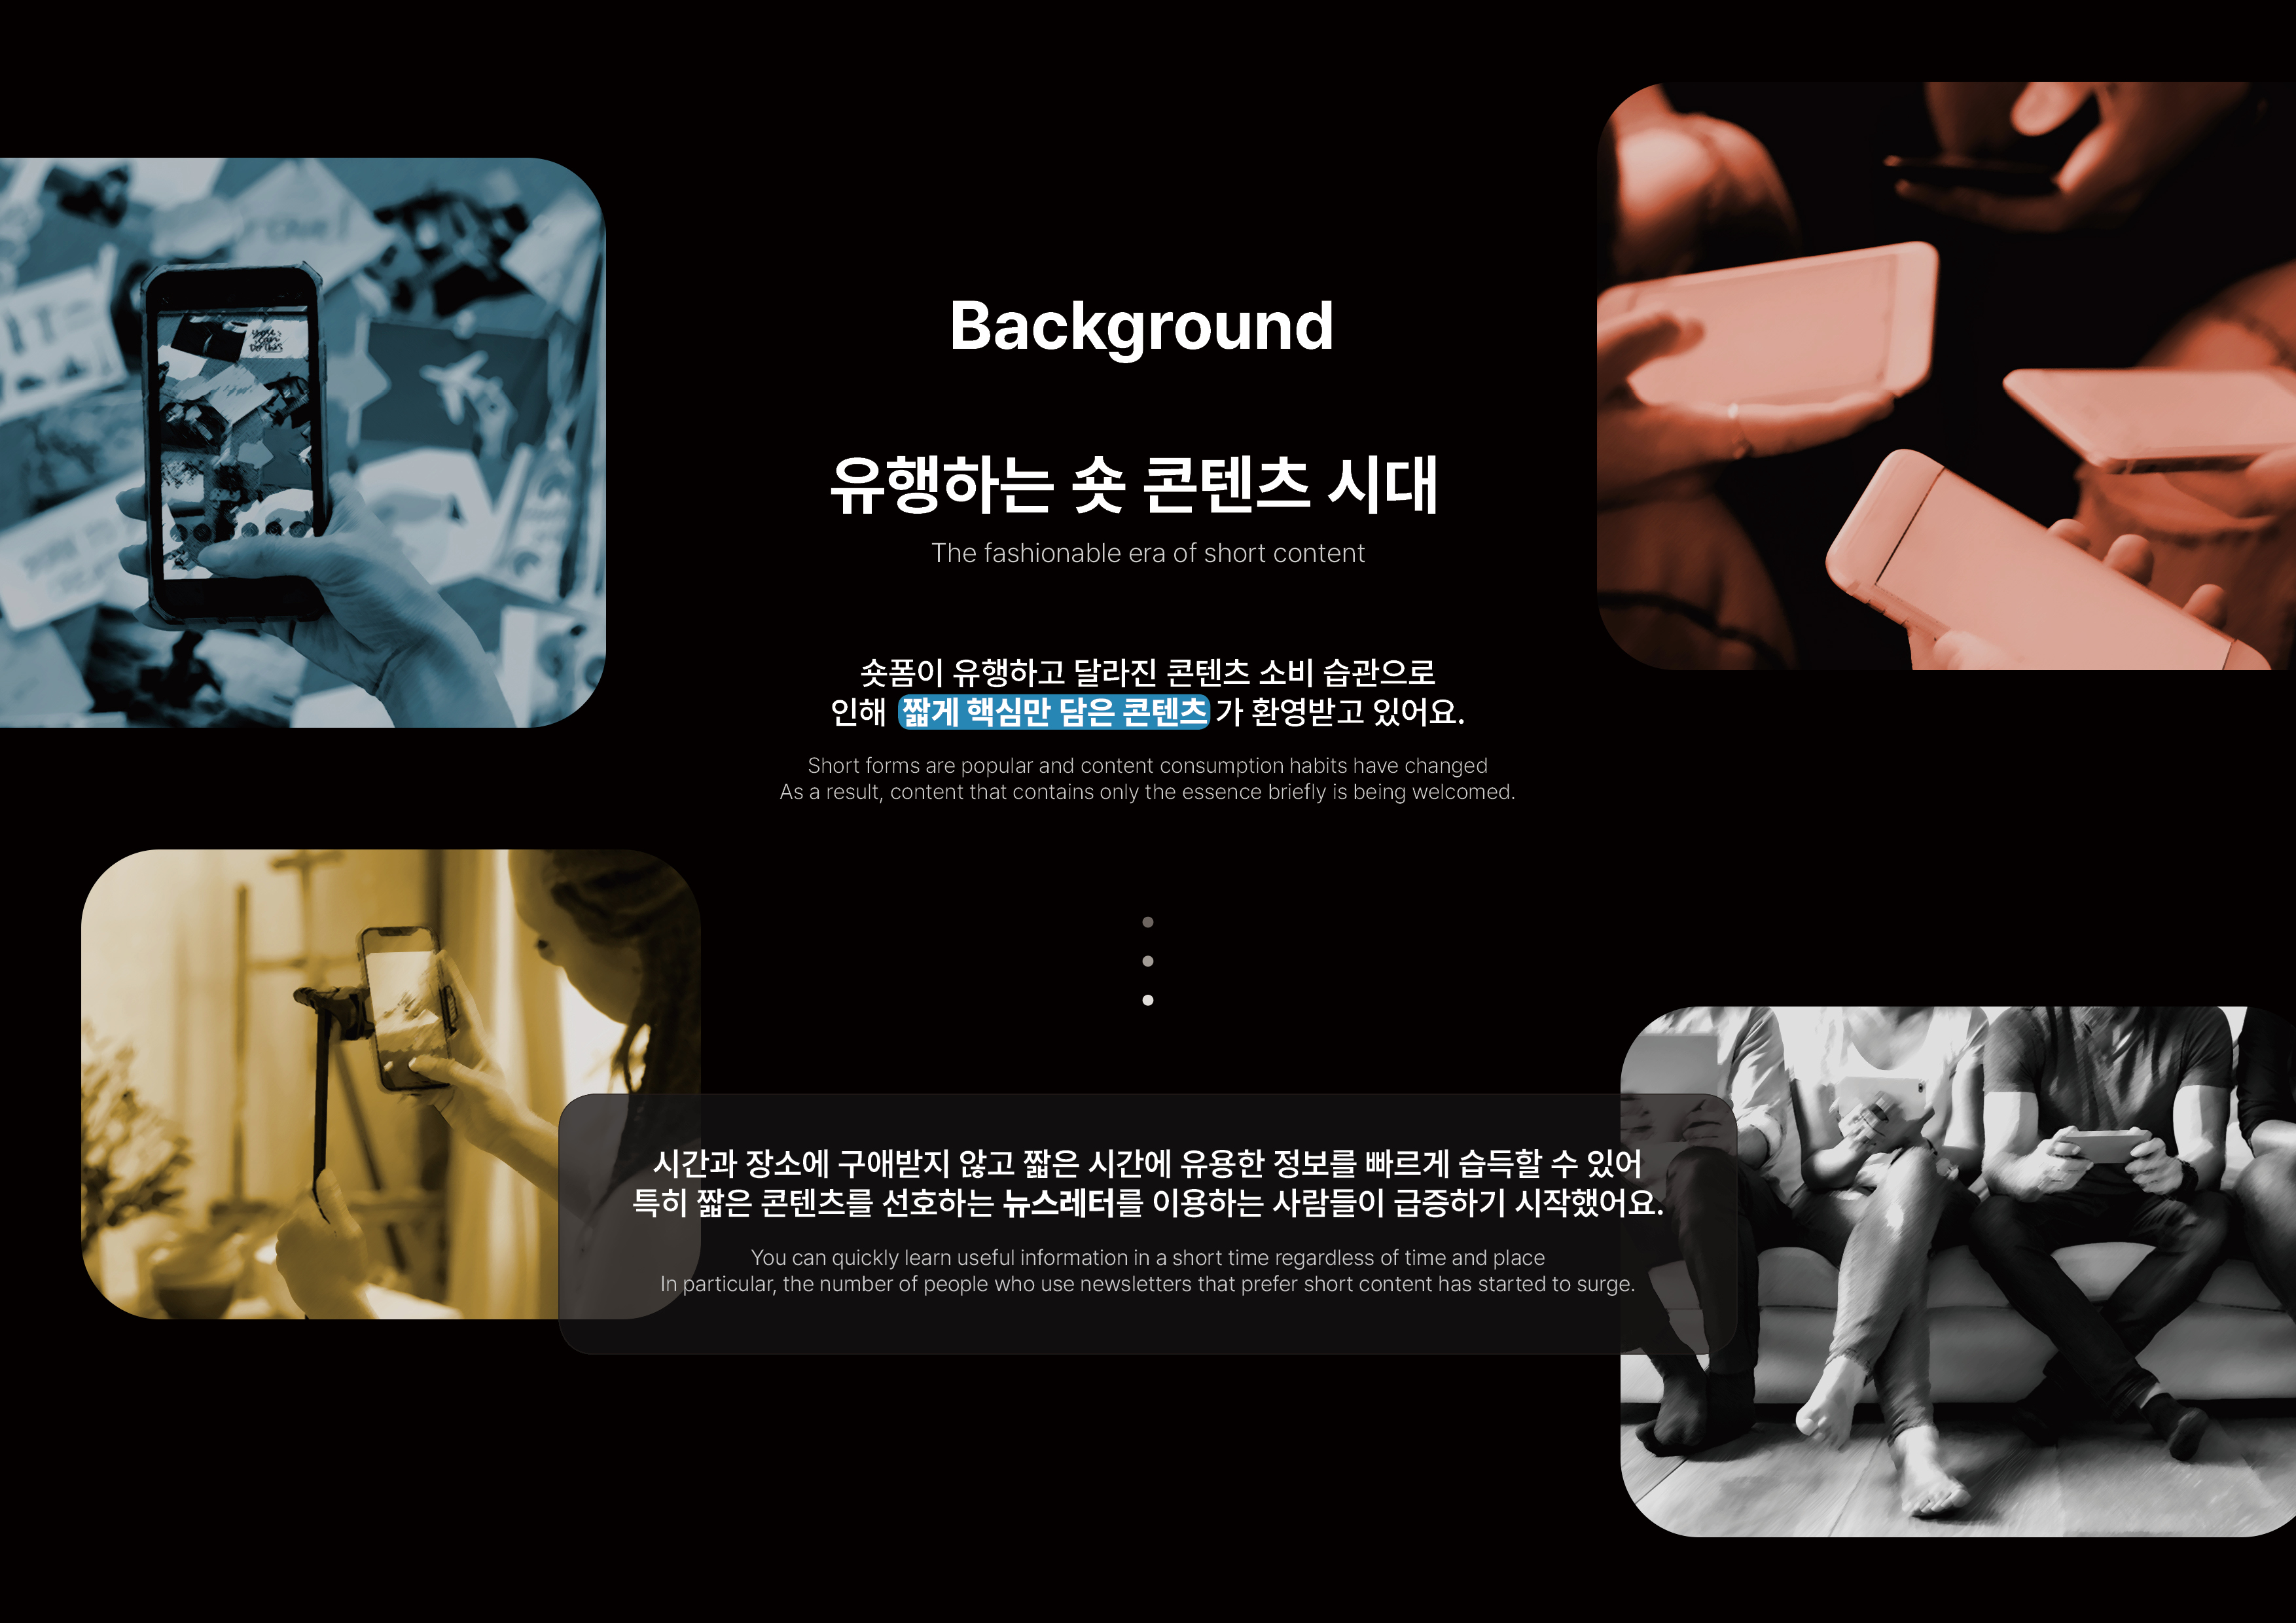 Background
유행하는 숏 콘텐츠 시대
The fashionable era of short content
숏폼이 유행하고 달라진 콘텐츠 소비 습관으로
인해 짧게 핵심만 담은 콘텐츠가 환영받고 있어요.
Short forms are popular and content consumption habits have changed
As a result, content that contains only the essence briefly is being welcomed.
시간과 장소에 구애받지 않고 짧은 시간에 유용한 정보를 빠르게 습득할 수 있어
특히 짧은 콘텐츠를 선호하는 뉴스레터를 이용하는 사람들이 급증하기 시작했어요.
You can quickly learn useful information in a short time regardless of time and place
In particular, the number of people who use newsletters that prefer short content has started to surge.